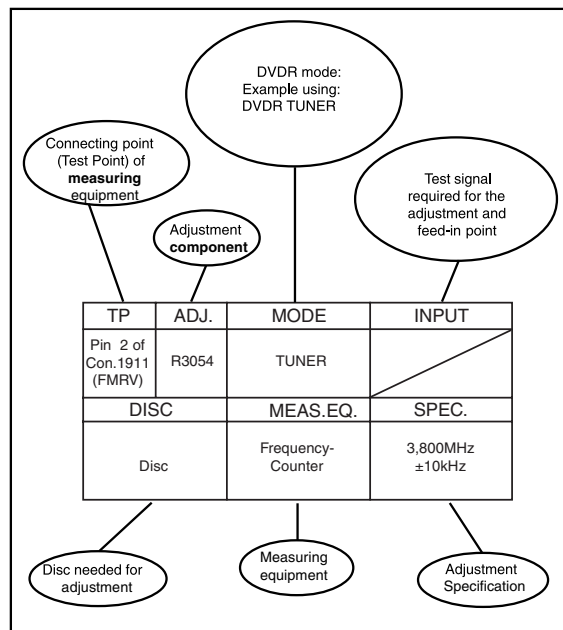 DVDR mode:
Example using:
DVDR TUNER
Connecting point
(Test Point) of
measuring
equipment
Test signal
required for the
adjustment and
feed-in point
Adjustment
component
TP ADJ. MODE INPUT
Pin 2 of
Con.1911
(FMRV)
R3054
TUNER
DISC MEAS.EQ. SPEC.
Disc
Frequency-
Counter
3,800MHz
±10kHz
Disc needed for
adjustment
Measuring
equipment
Adjustment
Specification